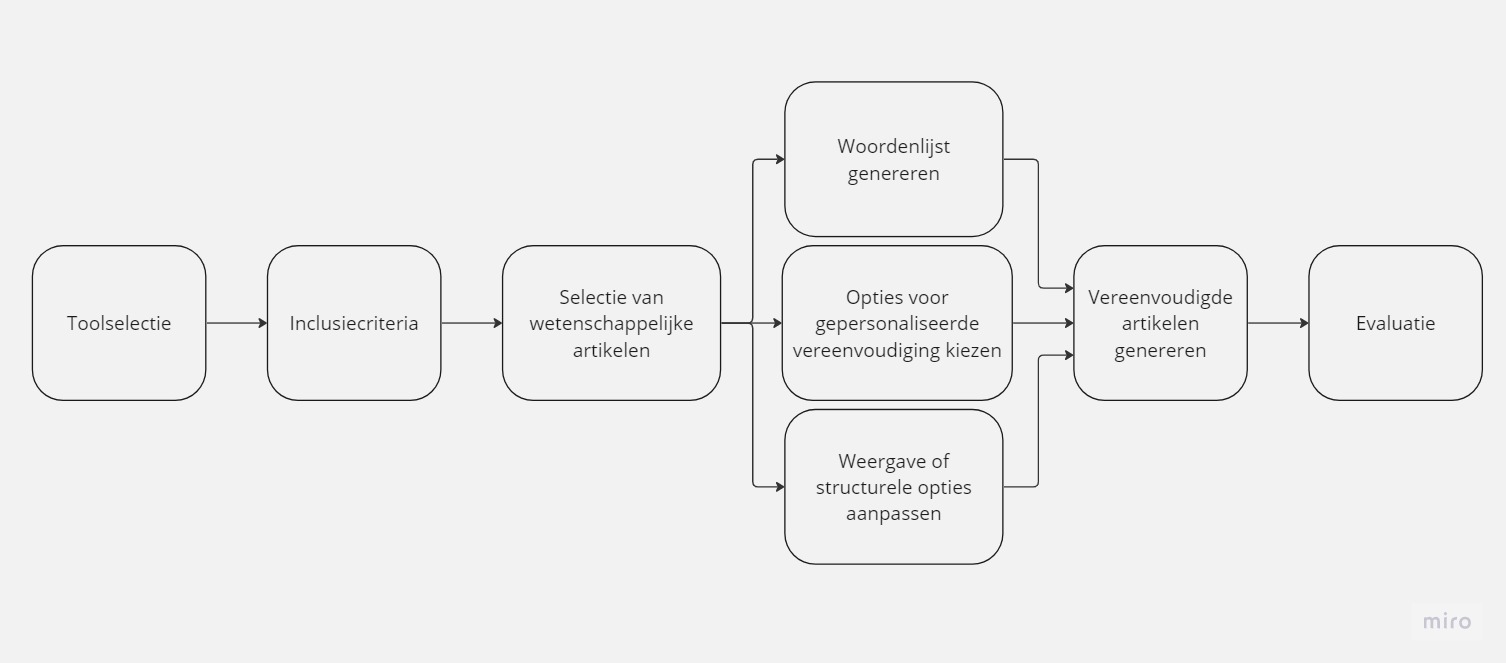 Toolselectie
Inclusiecriteria
Selectie van
wetenschappelijke
artikelen
Woordenlijst
genereren
Opties voor
gepersonaliseerde
vereenvoudiging kiezen
Weergave of
structurele opties
aanpassen
Vereenvoudigde
artikelen
genereren
Evaluatie
miro